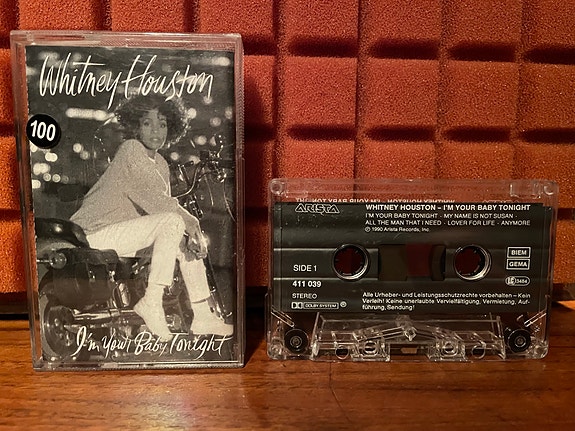 Whitney Houston
100
I'm Your Baby Tonight
ARISTA
WHITNEY HOUSTON – I'M YOUR BABY TONIGHT
I'M YOUR BABY TONIGHT · MY NAME IS NOT SUSAN ·
ALL THE MAN THAT I NEED · LOVER FOR LIFE · ANYMORE
© 1990 Arista Records, Inc.
SIDE 1
411 039
STEREO
DOLBY SYSTEM ®
BIEM
GEMA
Alle Urheber- und Leistungsschutzrechte vorbehalten – Kein
Verleih! Keine unerlaubte Vervielfältigung, Vermietung, Auf-
führung, Sendung!